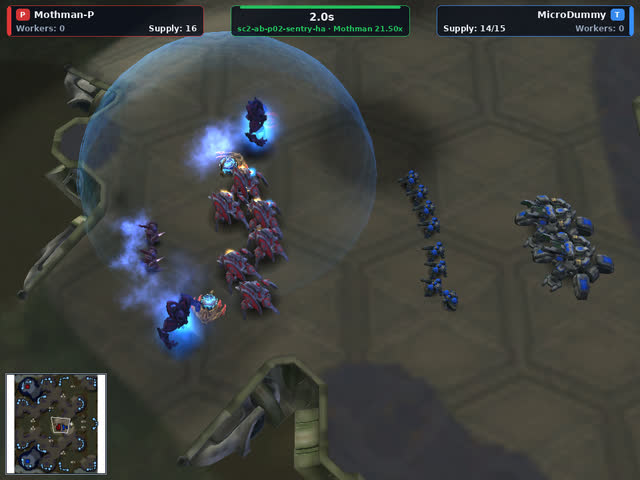 P Mothman-P
Workers: 0 Supply: 16
2.0s
sc2-ab-p02-sentry-ha · Mothman 21.50x
MicroDummy T
Supply: 14/15 Workers: 0